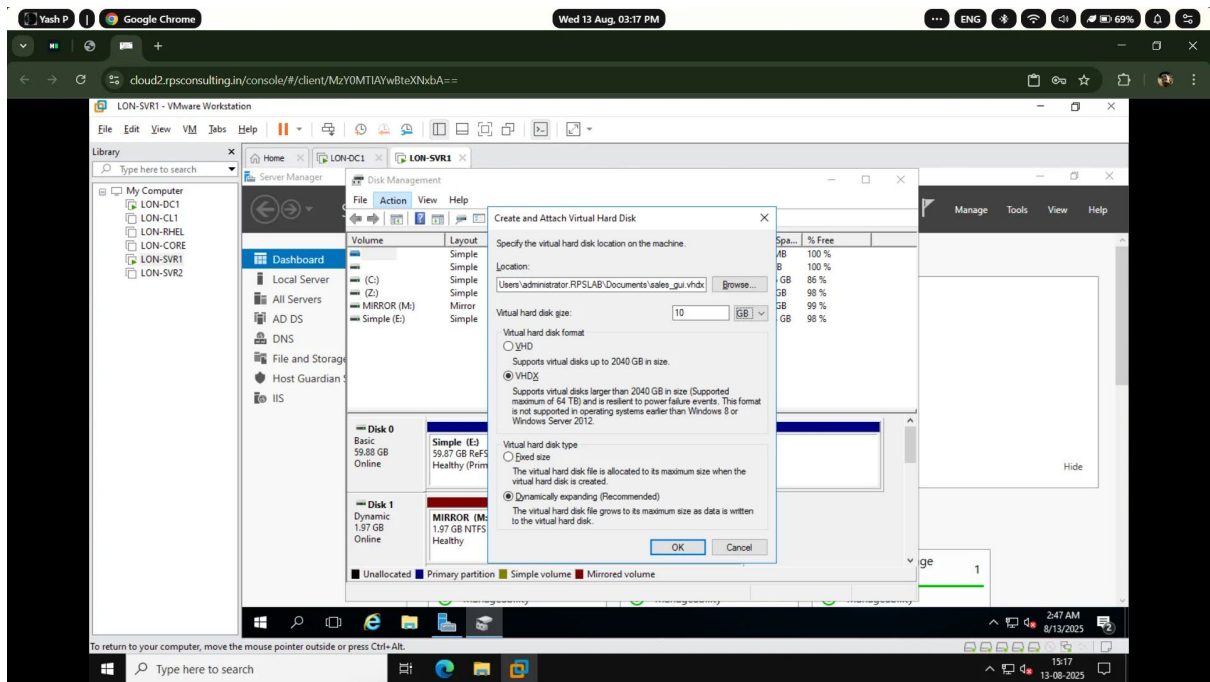 Yash P
Google Chrome
Wed 13 Aug, 03:17 PM
ENG
69%
cloud2.rpsconsulting.in/console/#/client/MzY0MTIAYwBteXNxbA==
LON-SVR1 - VMware Workstation
File Edit View VM Tabs Help
Library
Type here to search
My Computer
LON-DC1
LON-CL1
LON-RHEL
LON-CORE
LON-SVR1
LON-SVR2
Home
LON-DC1
LON-SVR1
Server Manager
Manage Tools View Help
Dashboard
Local Server
All Servers
AD DS
DNS
File and Storage
Host Guardian S
IIS
Disk Management
File Action View Help
Volume Layout Spa... % Free
Simple MB 100 %
Simple B 100 %
(C:) Simple GB 86 %
(Z:) Simple GB 98 %
MIRROR (M:) Mirror GB 99 %
Simple (E:) Simple GB 98 %
Disk 0
Basic
59.88 GB
Online
Simple (E:)
59.87 GB ReFS
Healthy (Prim
Disk 1
Dynamic
1.97 GB
Online
MIRROR (M:
1.97 GB NTFS
Healthy
Unallocated Primary partition Simple volume Mirrored volume
Create and Attach Virtual Hard Disk
Specify the virtual hard disk location on the machine.
Location:
Users\administrator.RPSLAB\Documents\sales_gui.vhdx Browse...
Virtual hard disk size: 10 GB
Virtual hard disk format
VHD
Supports virtual disks up to 2040 GB in size.
VHDX
Supports virtual disks larger than 2040 GB in size (Supported
maximum of 64 TB) and is resilient to power failure events. This format
is not supported in operating systems earlier than Windows 8 or
Windows Server 2012.
Virtual hard disk type
Fixed size
The virtual hard disk file is allocated to its maximum size when the
virtual hard disk is created.
Dynamically expanding (Recommended)
The virtual hard disk file grows to its maximum size as data is written
to the virtual hard disk.
OK Cancel
Hide
ge 1
2:47 AM
8/13/2025
2
To return to your computer, move the mouse pointer outside or press Ctrl+Alt.
Type here to search
15:17
13-08-2025